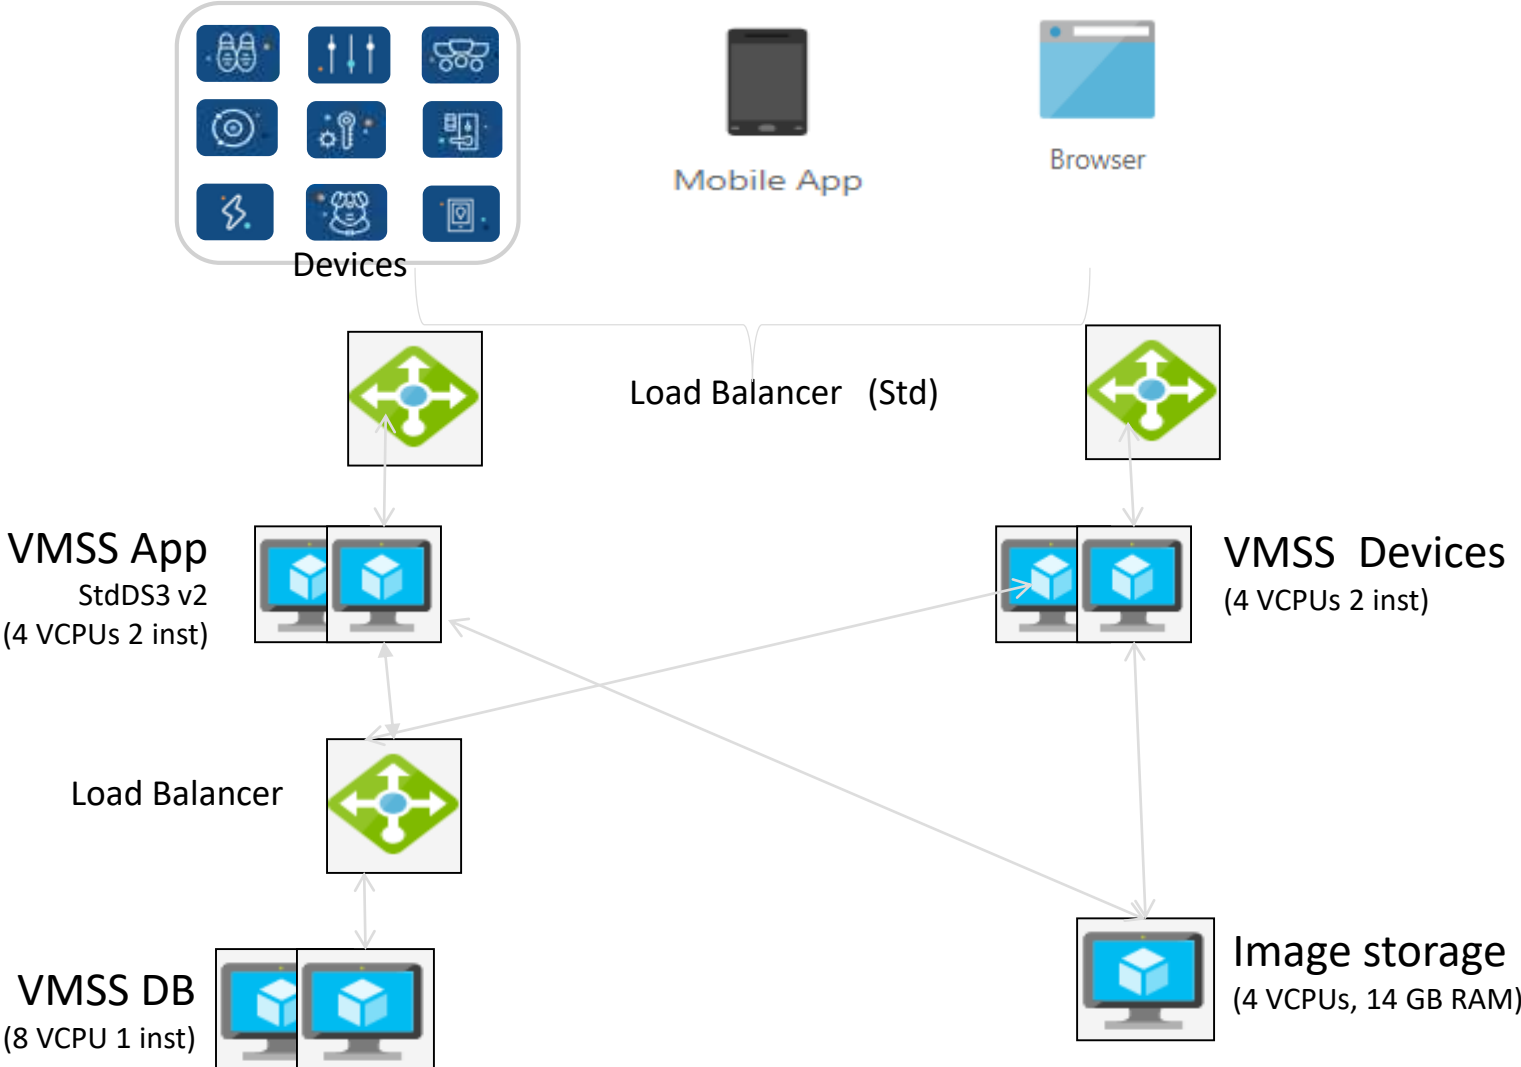 Mobile App
Browser
Devices
Load Balancer (Std)
VMSS App
StdDS3 v2
(4 VCPUs 2 inst)
VMSS Devices
(4 VCPUs 2 inst)
Load Balancer
VMSS DB
(8 VCPU 1 inst)
Image storage
(4 VCPUs, 14 GB RAM)